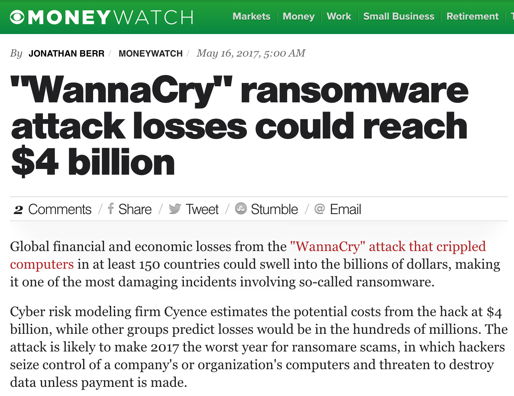 MONEYWATCH Markets Money Work Small Business Retirement
By JONATHAN BERR / MONEYWATCH / May 16, 2017, 5:00 AM
"WannaCry" ransomware
attack losses could reach
$4 billion
2 Comments / f Share / Tweet / Stumble / @ Email
Global financial and economic losses from the "WannaCry" attack that crippled
computers in at least 150 countries could swell into the billions of dollars, making
it one of the most damaging incidents involving so-called ransomware.
Cyber risk modeling firm Cyence estimates the potential costs from the hack at $4
billion, while other groups predict losses would be in the hundreds of millions. The
attack is likely to make 2017 the worst year for ransomare scams, in which hackers
seize control of a company's or organization's computers and threaten to destroy
data unless payment is made.